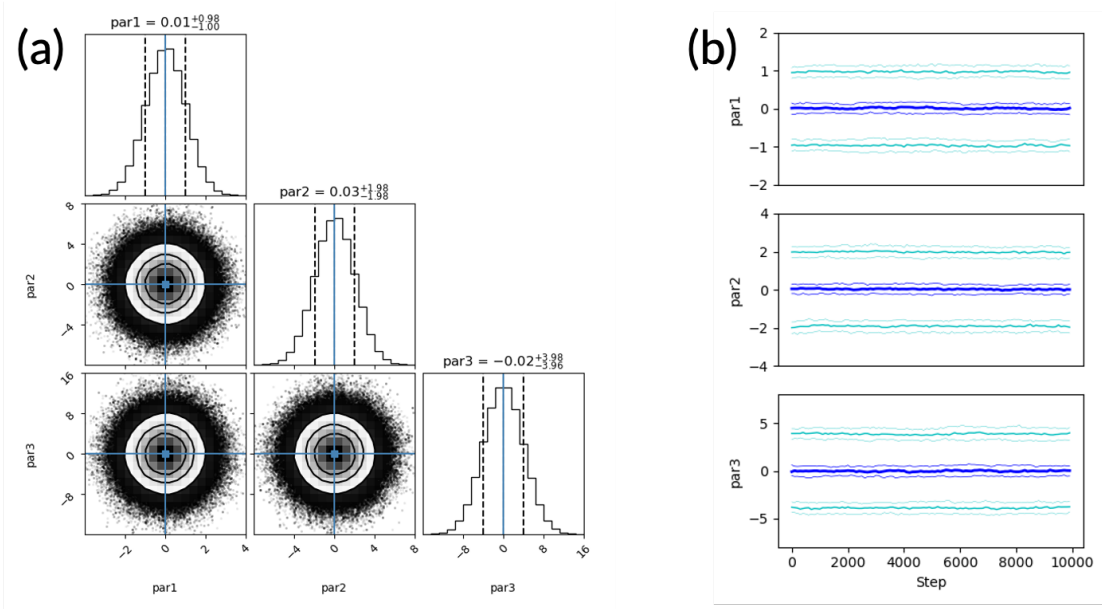 (a)
par1 = 0.01+0.98−1.00
par2 = 0.03+1.98−1.98
8
4
0
−4
par2
par3 = −0.02+3.98−3.96
16
8
0
−8
par3
−2
0
2
4
−4
0
4
8
−8
0
8
16
par1
par2
par3
(b)
2
1
0
−1
−2
par1
4
2
0
−2
−4
par2
5
0
−5
par3
0
2000
4000
6000
8000
10000
Step